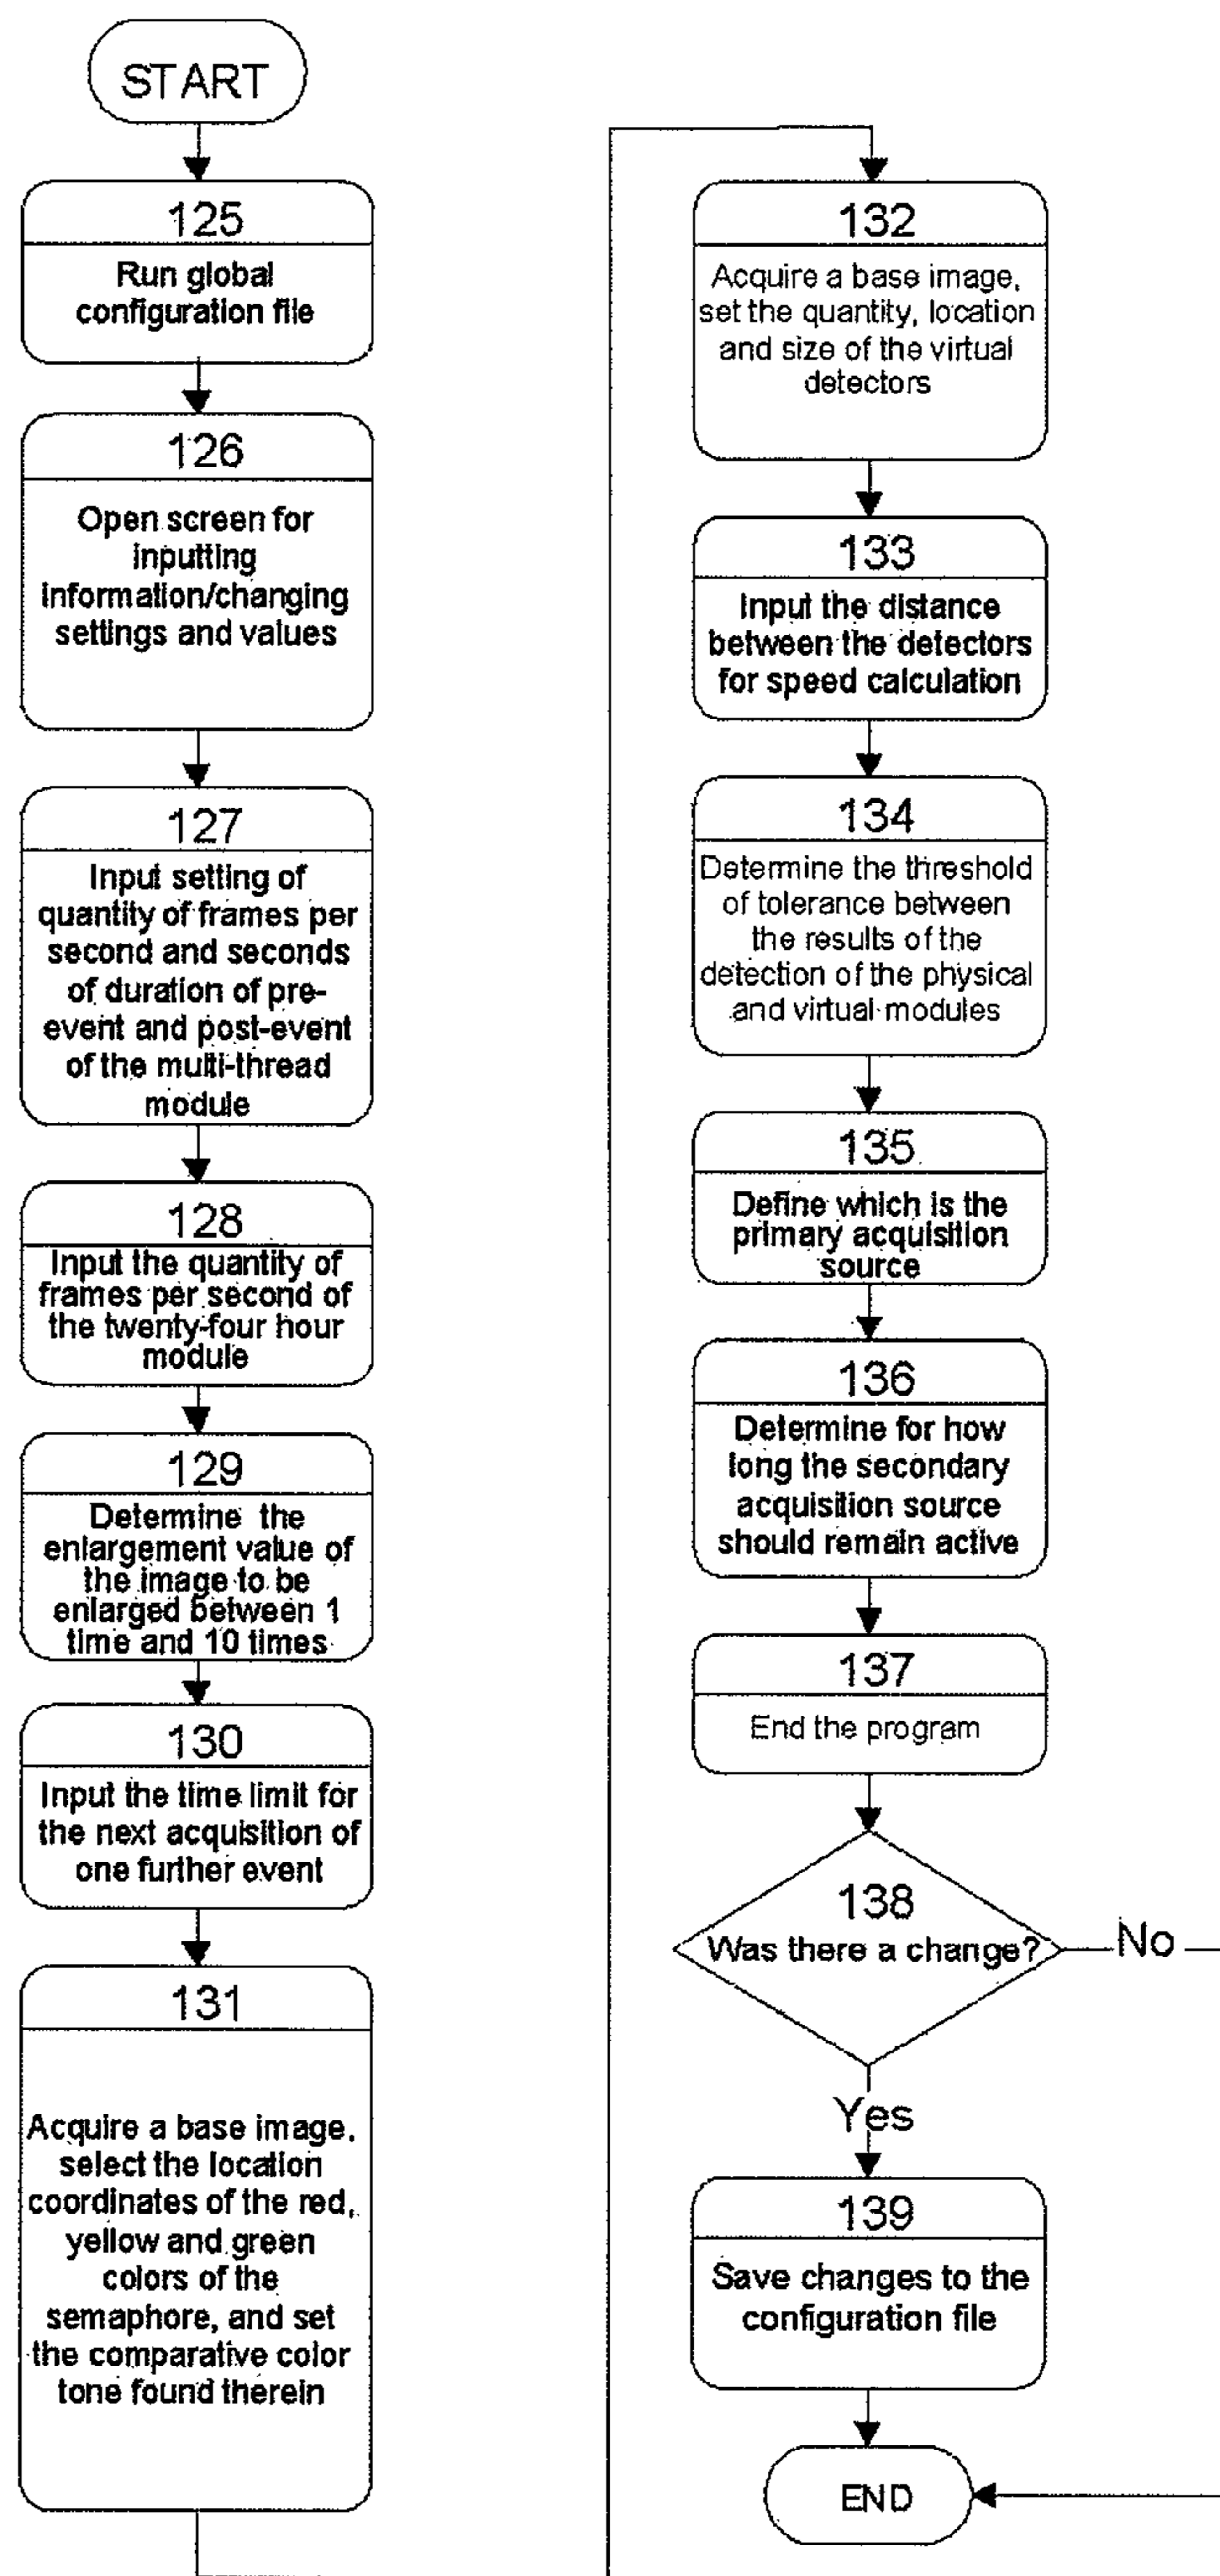 START
125
Run global
configuration file
126
Open screen for
inputting
information/changing
settings and values
127
Input setting of
quantity of frames per
second and seconds
of duration of pre-
event and post-event
of the multi-thread
module
128
Input the quantity of
frames per second of
the twenty-four hour
module
129
Determine the
enlargement value of
the image to be
enlarged between 1
time and 10 times
130
Input the time limit for
the next acquisition of
one further event
131
Acquire a base image,
select the location
coordinates of the red,
yellow and green
colors of the
semaphore, and set
the comparative color
tone found therein
132
Acquire a base image,
set the quantity, location
and size of the virtual
detectors
133
Input the distance
between the detectors
for speed calculation
134
Determine the threshold
of tolerance between
the results of the
detection of the physical
and virtual modules
135
Define which is the
primary acquisition
source
136
Determine for how
long the secondary
acquisition source
should remain active
137
End the program
138
Was there a change?
No
Yes
139
Save changes to the
configuration file
END